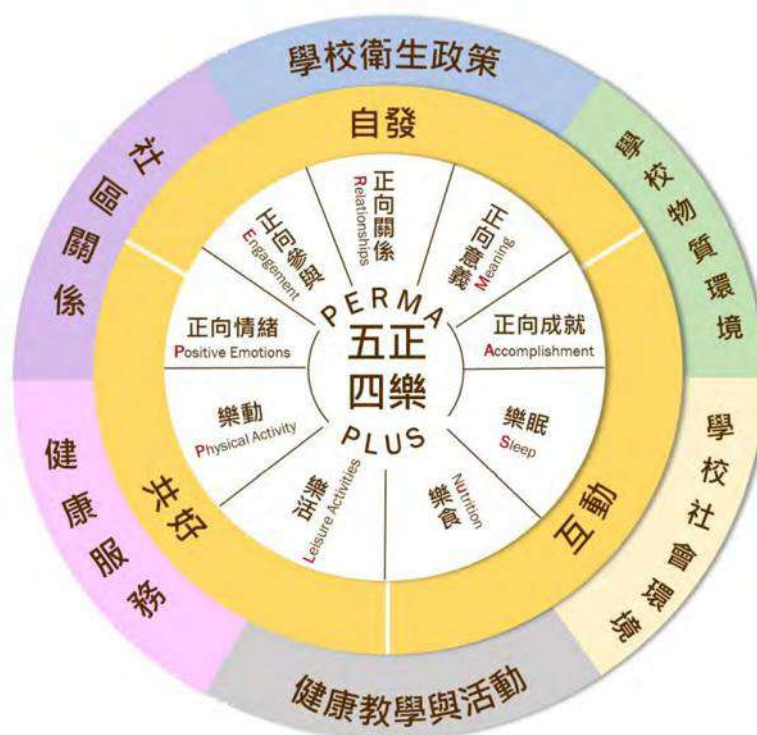 學校衛生政策
學校物質環境
學校社會環境
健康教學與活動
健康服務
社區關係
自發
互動
共好
正向情緒
Positive Emotions
正向參與
Engagement
正向關係
Relationships
正向意義
Meaning
正向成就
Accomplishment
樂眠
Sleep
樂食
Nutrition
樂活
Leisure Activities
樂動
Physical Activity
PERMA
五正
四樂
PLUS